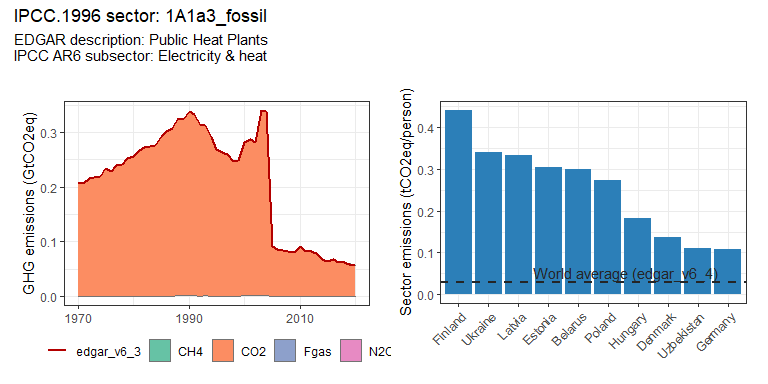 IPCC.1996 sector: 1A1a3_fossil
EDGAR description: Public Heat Plants
IPCC AR6 subsector: Electricity & heat
GHG emissions (GtCO2eq)
0.3
0.2
0.1
0.0
1970
1990
2010
edgar_v6_3
CH4
CO2
Fgas
N2O
Sector emissions (tCO2eq/person)
0.4
0.3
0.2
0.1
0.0
World average (edgar_v6_4)
Finland
Ukraine
Latvia
Estonia
Belarus
Poland
Hungary
Denmark
Uzbekistan
Germany